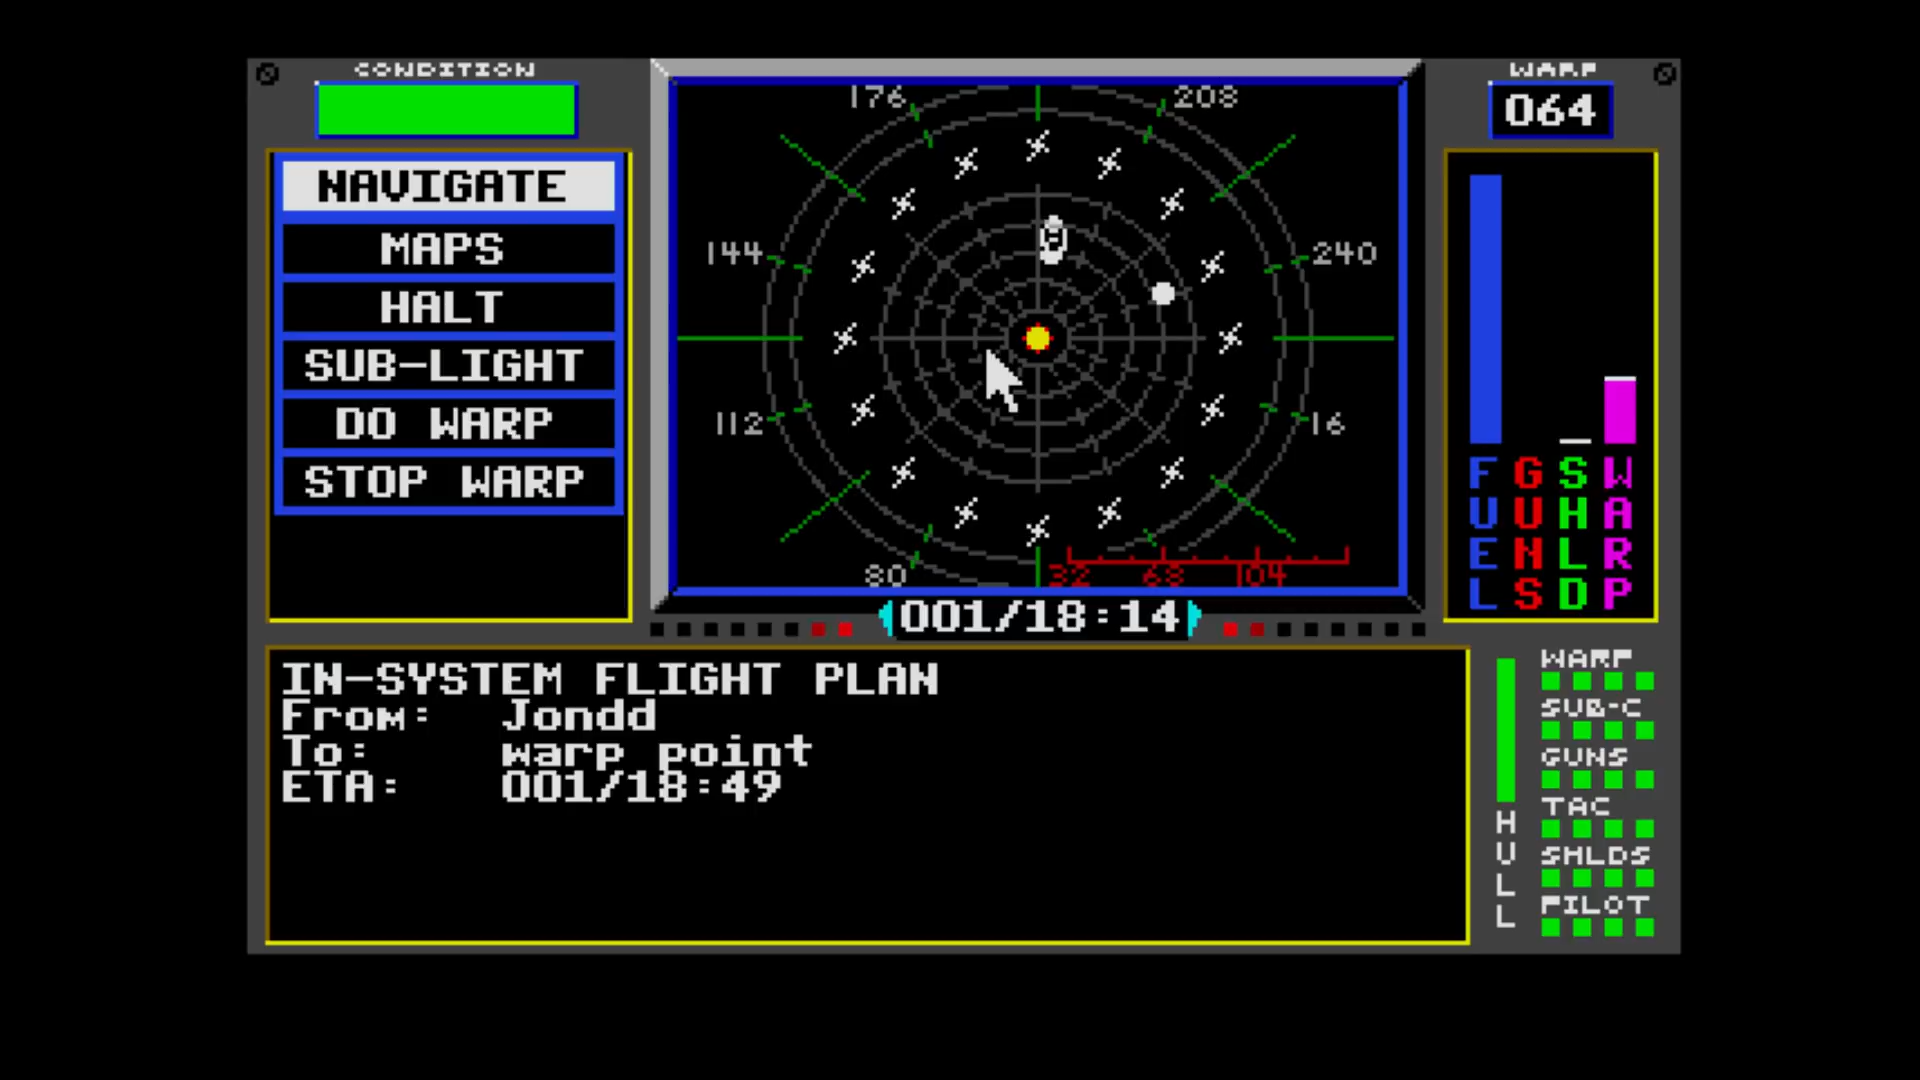 CONDITION
WARP
064
NAVIGATE
MAPS
HALT
SUB-LIGHT
DO WARP
STOP WARP
176
208
144
240
112
16
80
32 68 104
FUEL
GUNS
SHLD
WARP
001/18:14
IN-SYSTEM FLIGHT PLAN
From: Jondd
To: warp point
ETA: 001/18:49
HULL
WARP
SUB-C
GUNS
TAC
SHLDS
PILOT